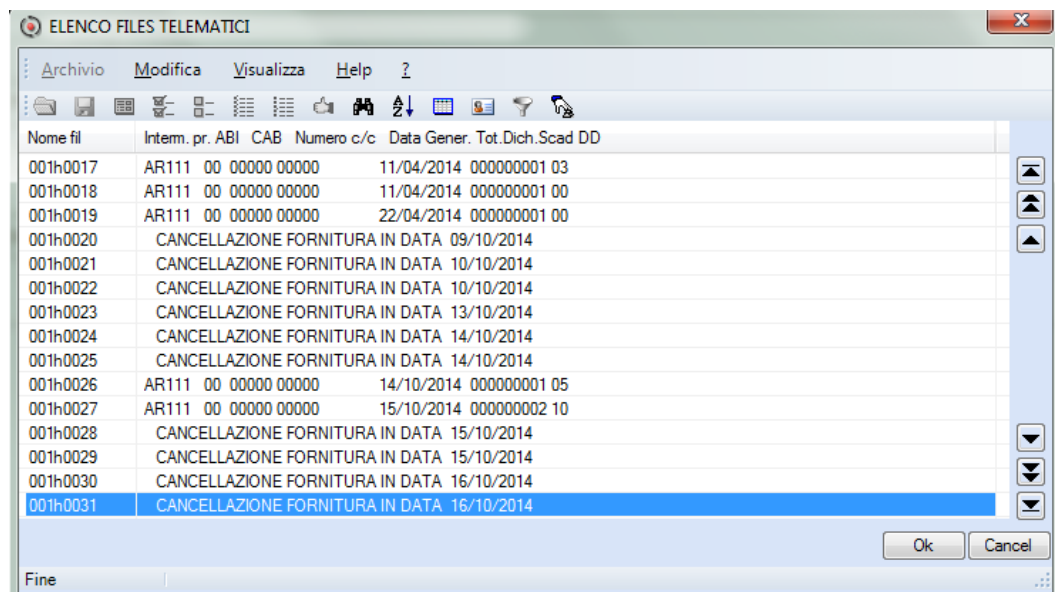 ELENCO FILES TELEMATICI
Archivio Modifica Visualizza Help ?
Nome fil Interm. pr. ABI CAB Numero c/c Data Gener. Tot.Dich.Scad DD
001h0017 AR111 00 00000 00000 11/04/2014 000000001 03
001h0018 AR111 00 00000 00000 11/04/2014 000000001 00
001h0019 AR111 00 00000 00000 22/04/2014 000000001 00
001h0020 CANCELLAZIONE FORNITURA IN DATA 09/10/2014
001h0021 CANCELLAZIONE FORNITURA IN DATA 10/10/2014
001h0022 CANCELLAZIONE FORNITURA IN DATA 10/10/2014
001h0023 CANCELLAZIONE FORNITURA IN DATA 13/10/2014
001h0024 CANCELLAZIONE FORNITURA IN DATA 14/10/2014
001h0025 CANCELLAZIONE FORNITURA IN DATA 14/10/2014
001h0026 AR111 00 00000 00000 14/10/2014 000000001 05
001h0027 AR111 00 00000 00000 15/10/2014 000000002 10
001h0028 CANCELLAZIONE FORNITURA IN DATA 15/10/2014
001h0029 CANCELLAZIONE FORNITURA IN DATA 15/10/2014
001h0030 CANCELLAZIONE FORNITURA IN DATA 16/10/2014
001h0031 CANCELLAZIONE FORNITURA IN DATA 16/10/2014
Ok Cancel
Fine